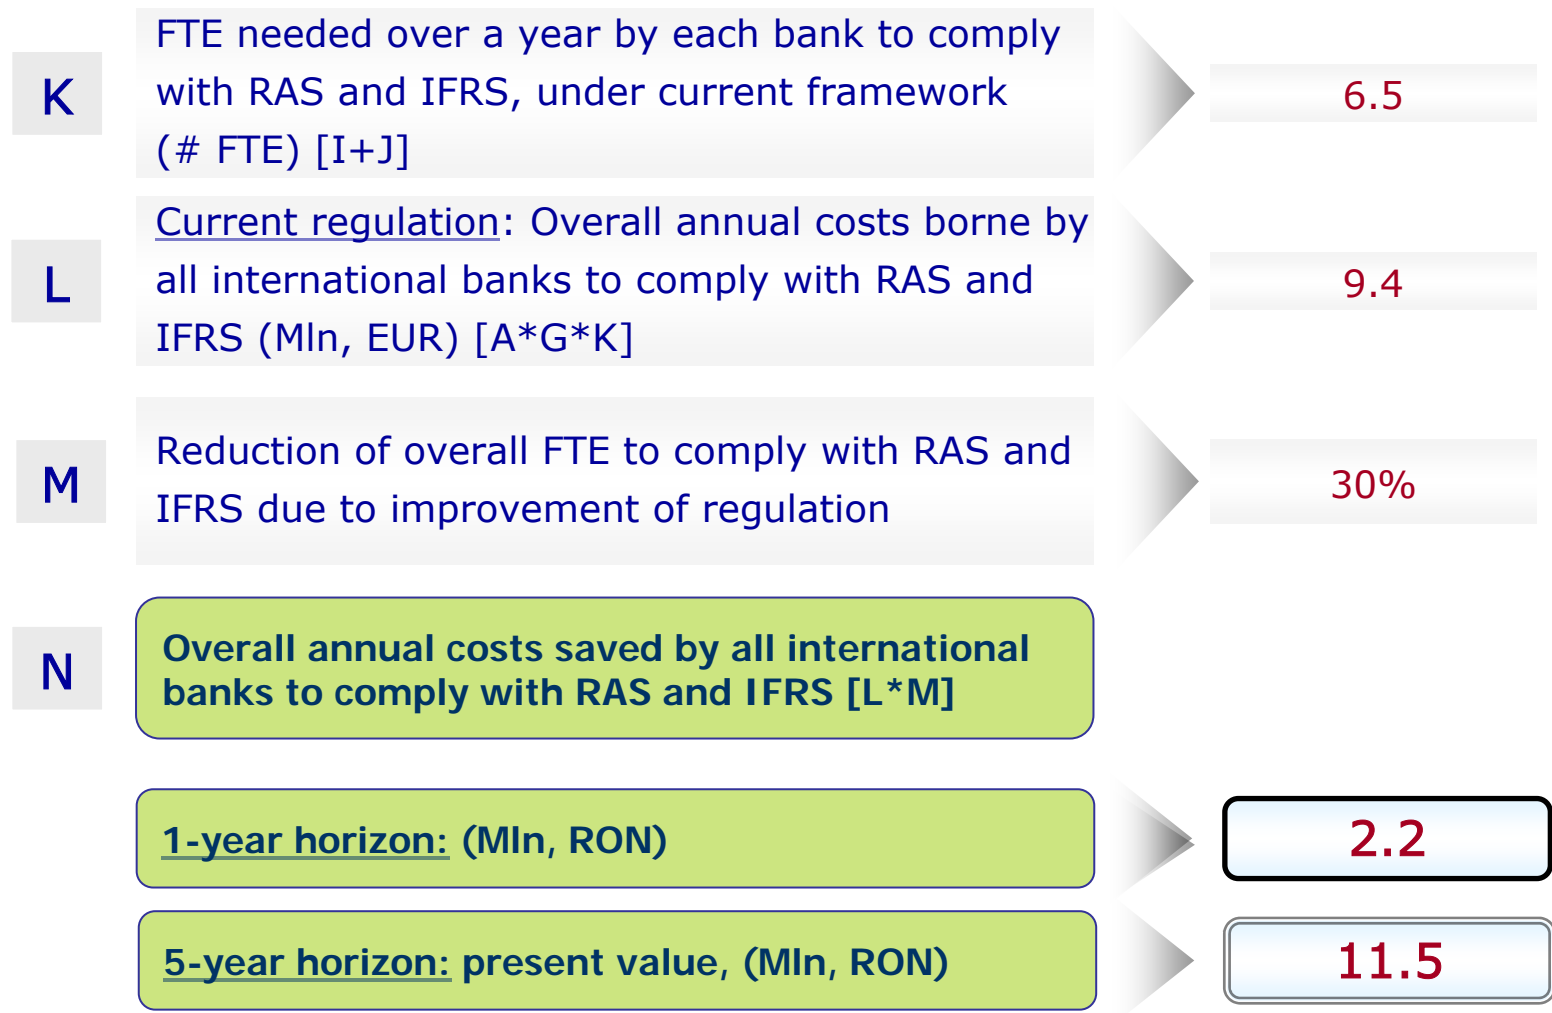 K
FTE needed over a year by each bank to comply
with RAS and IFRS, under current framework
(# FTE) [I+J]
6.5
L
Current regulation: Overall annual costs borne by
all international banks to comply with RAS and
IFRS (Mln, EUR) [A*G*K]
9.4
M
Reduction of overall FTE to comply with RAS and
IFRS due to improvement of regulation
30%
N
Overall annual costs saved by all international
banks to comply with RAS and IFRS [L*M]
1-year horizon: (Mln, RON)
2.2
5-year horizon: present value, (Mln, RON)
11.5